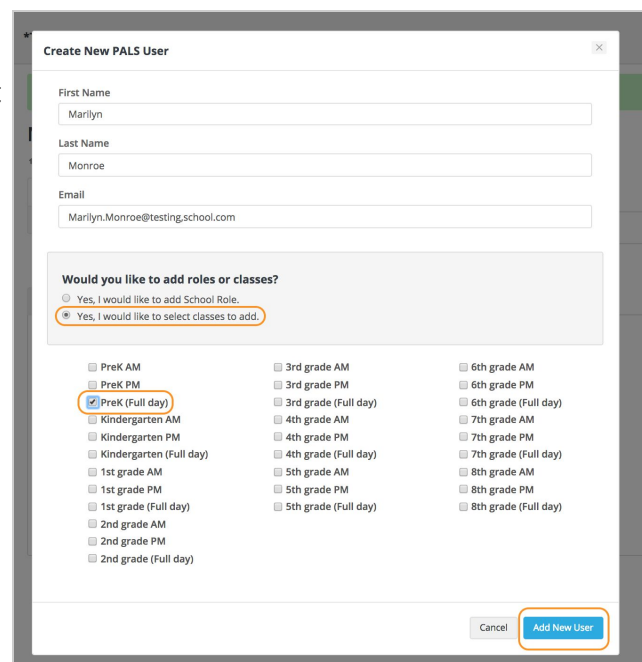 Create New PALS User
×
First Name
Marilyn
Last Name
Monroe
Email
Marilyn.Monroe@testing,school.com
Would you like to add roles or classes?
Yes, I would like to add School Role.
Yes, I would like to select classes to add.
PreK AM
PreK PM
PreK (Full day)
Kindergarten AM
Kindergarten PM
Kindergarten (Full day)
1st grade AM
1st grade PM
1st grade (Full day)
2nd grade AM
2nd grade PM
2nd grade (Full day)
3rd grade AM
3rd grade PM
3rd grade (Full day)
4th grade AM
4th grade PM
4th grade (Full day)
5th grade AM
5th grade PM
5th grade (Full day)
6th grade AM
6th grade PM
6th grade (Full day)
7th grade AM
7th grade PM
7th grade (Full day)
8th grade AM
8th grade PM
8th grade (Full day)
Cancel
Add New User